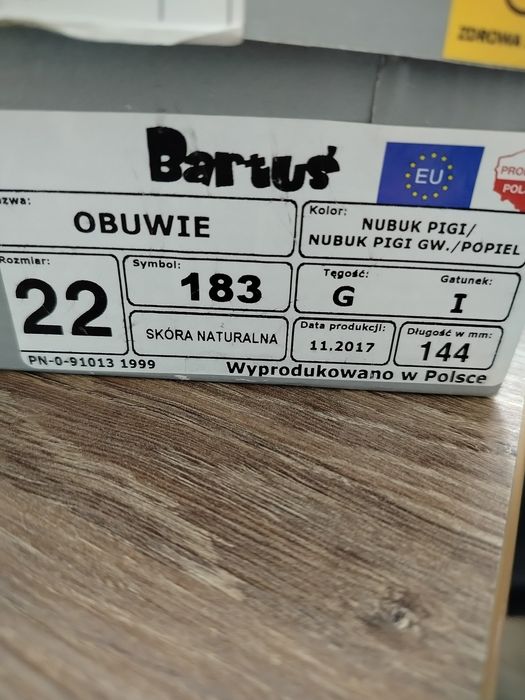 ZDROWA
Bartuś
EU
OBUWIE
Kolor: NUBUK PIGI/
NUBUK PIGI GW./POPIEL
Rozmiar: 22
Symbol: 183
Tęgość: G
Gatunek: I
SKÓRA NATURALNA
Data produkcji: 11.2017
Długość w mm: 144
PN-O-91013 1999
Wyprodukowano w Polsce